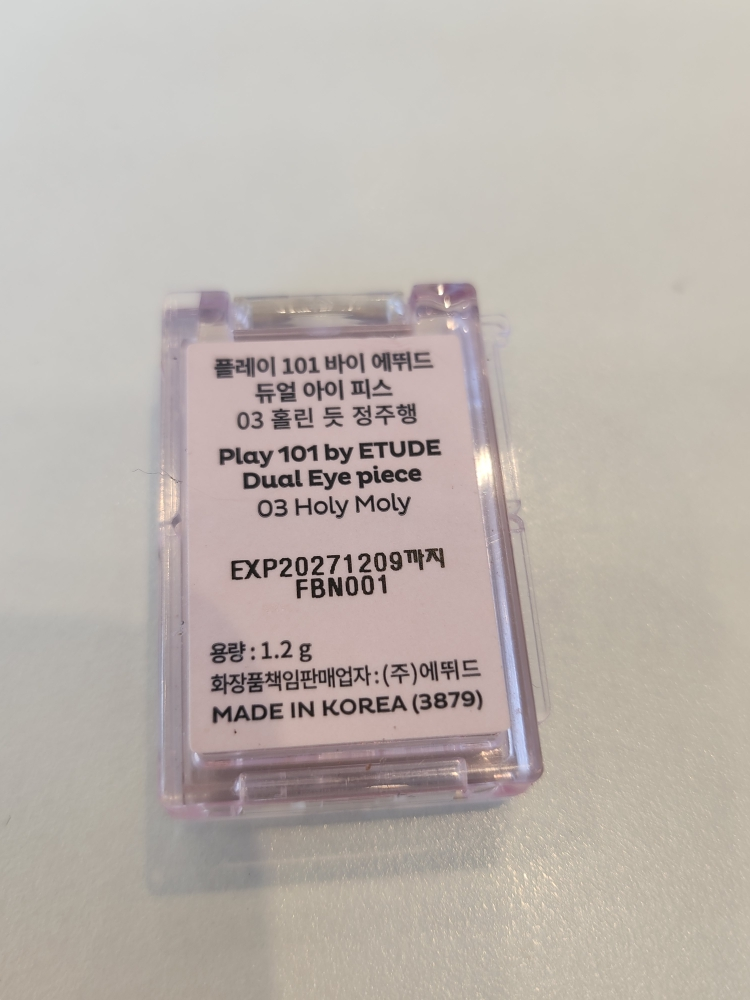 플레이 101 바이 에뛰드
듀얼 아이 피스
03 홀린 듯 정주행
Play 101 by ETUDE
Dual Eye piece
03 Holy Moly
EXP20271209까지
FBN001
용량 : 1.2 g
화장품책임판매업자 : (주)에뛰드
MADE IN KOREA (3879)